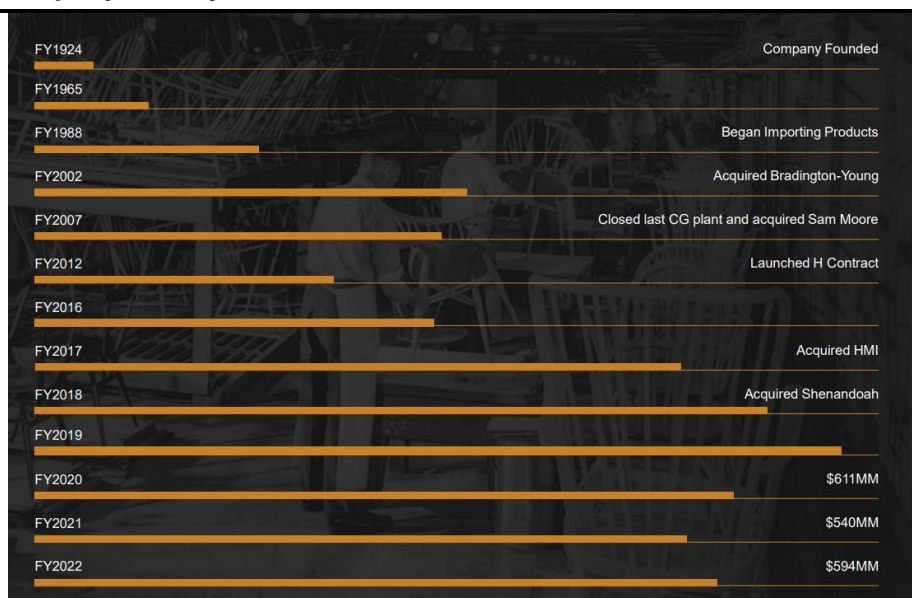 FY1924 Company Founded
FY1965
FY1988 Began Importing Products
FY2002 Acquired Bradington-Young
FY2007 Closed last CG plant and acquired Sam Moore
FY2012 Launched H Contract
FY2016
FY2017 Acquired HMI
FY2018 Acquired Shenandoah
FY2019
FY2020 $611MM
FY2021 $540MM
FY2022 $594MM